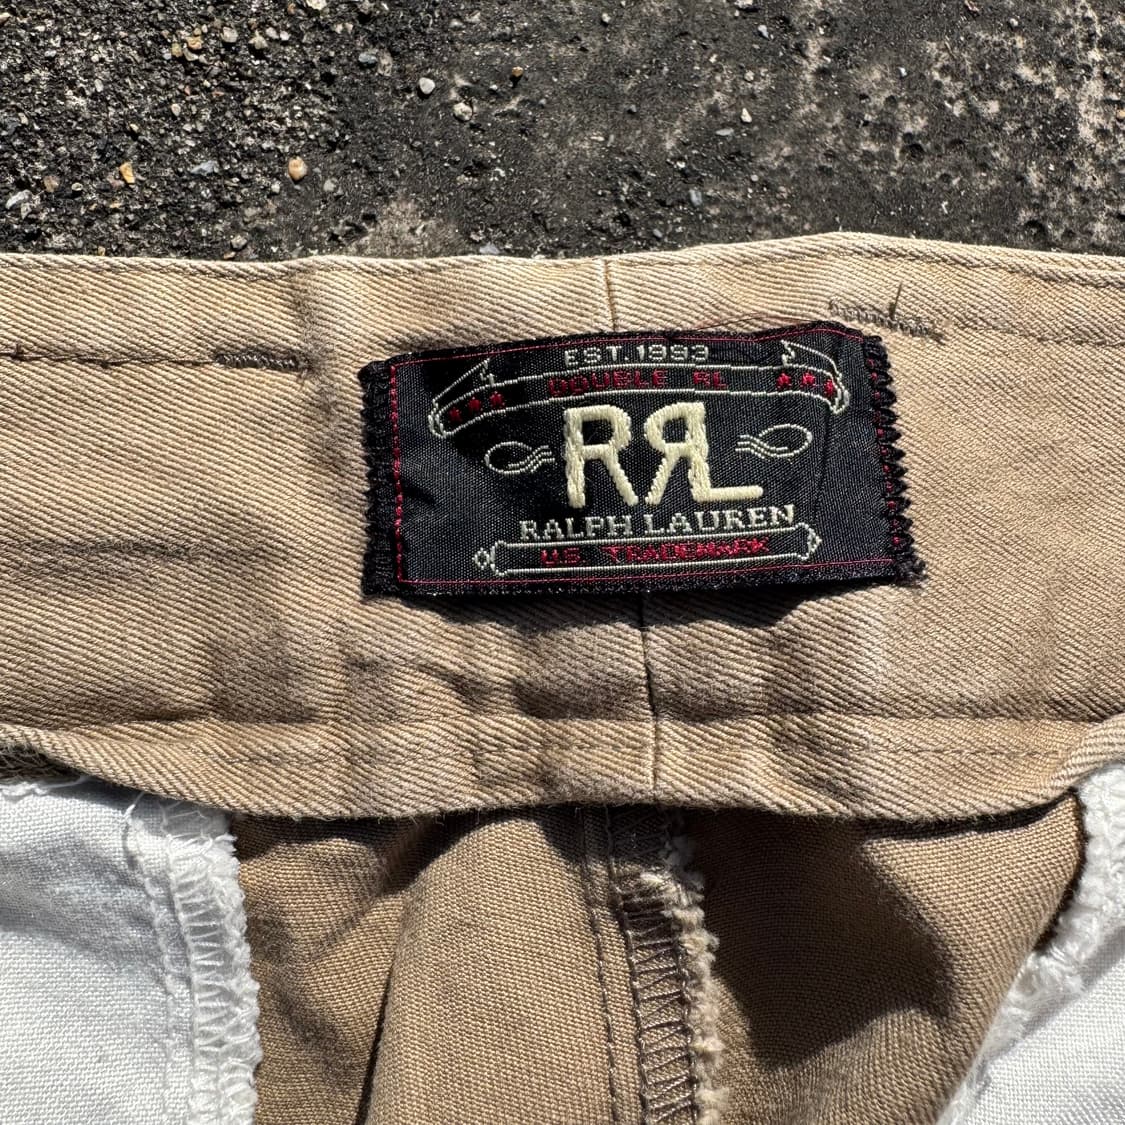 EST. 1993
DOUBLE RL
RRL
RALPH LAUREN
U.S. TRADEMARK